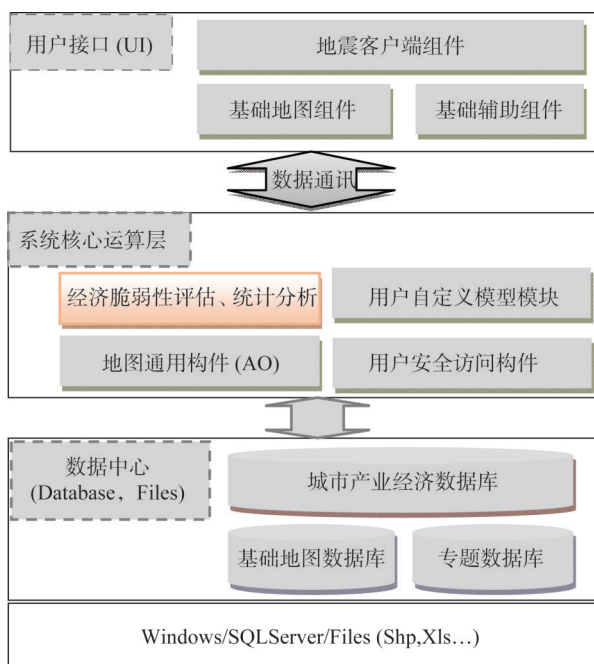 用户接口 (UI)
地震客户端组件
基础地图组件
基础辅助组件
数据通讯
系统核心运算层
经济脆弱性评估、统计分析
用户自定义模型模块
地图通用构件 (AO)
用户安全访问构件
数据中心
(Database，Files)
城市产业经济数据库
基础地图数据库
专题数据库
Windows/SQLServer/Files (Shp,Xls…)